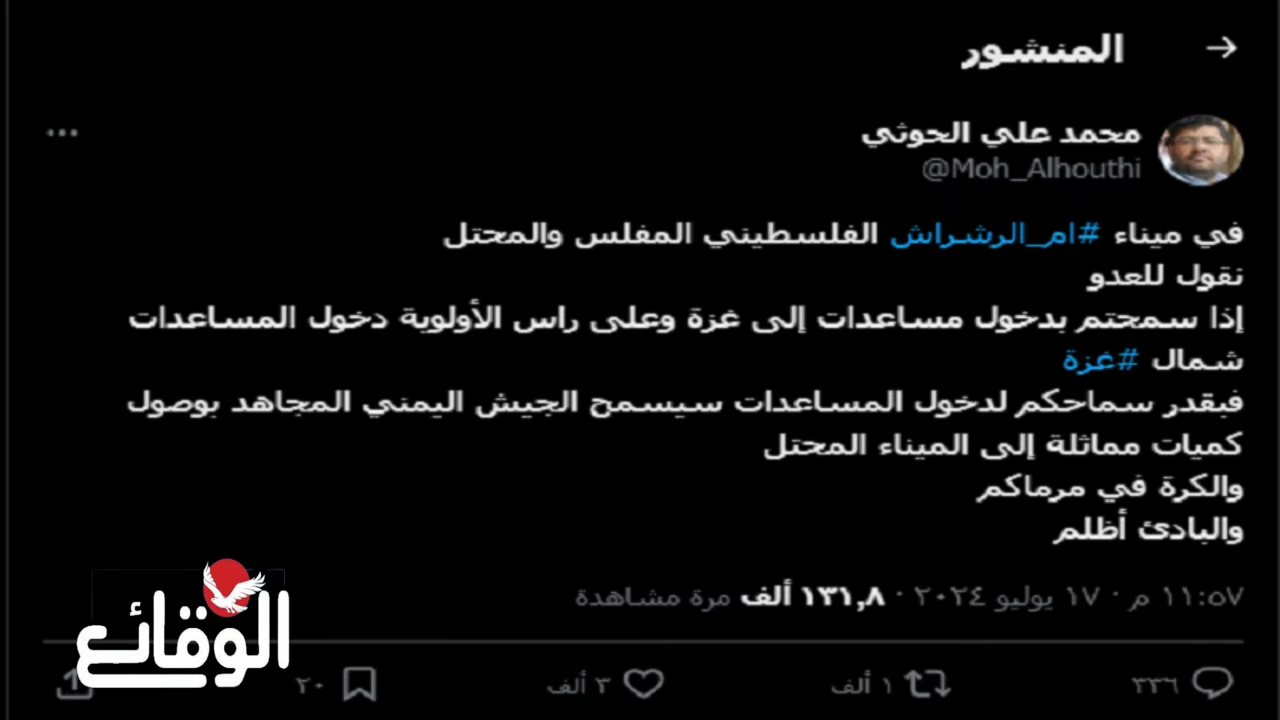 المنشور
محمد علي الحوثي
@Moh_Alhouthi
في ميناء #ام_الرشراش الفلسطيني المفلس والمحتل
نقول للعدو
إذا سمحتم بدخول مساعدات إلى غزة وعلى راس الأولوية دخول المساعدات
شمال #غزة
فبقدر سماحكم لدخول المساعدات سيسمح الجيش اليمني المجاهد بوصول
كميات مماثلة إلى الميناء المحتل
والكرة في مرماكم
والبادئ أظلم
١١:٥٧ م · ١٧ يوليو ٢٠٢٤ · ١٣١,٨ ألف مرة مشاهدة
٣٣٦ ١ ألف ٣ ألف ٢٠
الوقائع